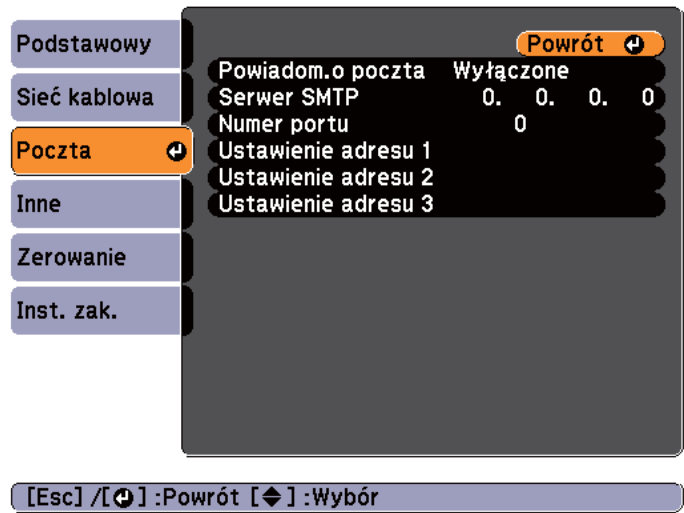 Podstawowy
Sieć kablowa
Poczta
Inne
Zerowanie
Inst. zak.
Powrót
Powiadom.o poczta Wyłączone
Serwer SMTP 0. 0. 0. 0
Numer portu 0
Ustawienie adresu 1
Ustawienie adresu 2
Ustawienie adresu 3
[Esc] /[⏎] :Powrót [◆] :Wybór